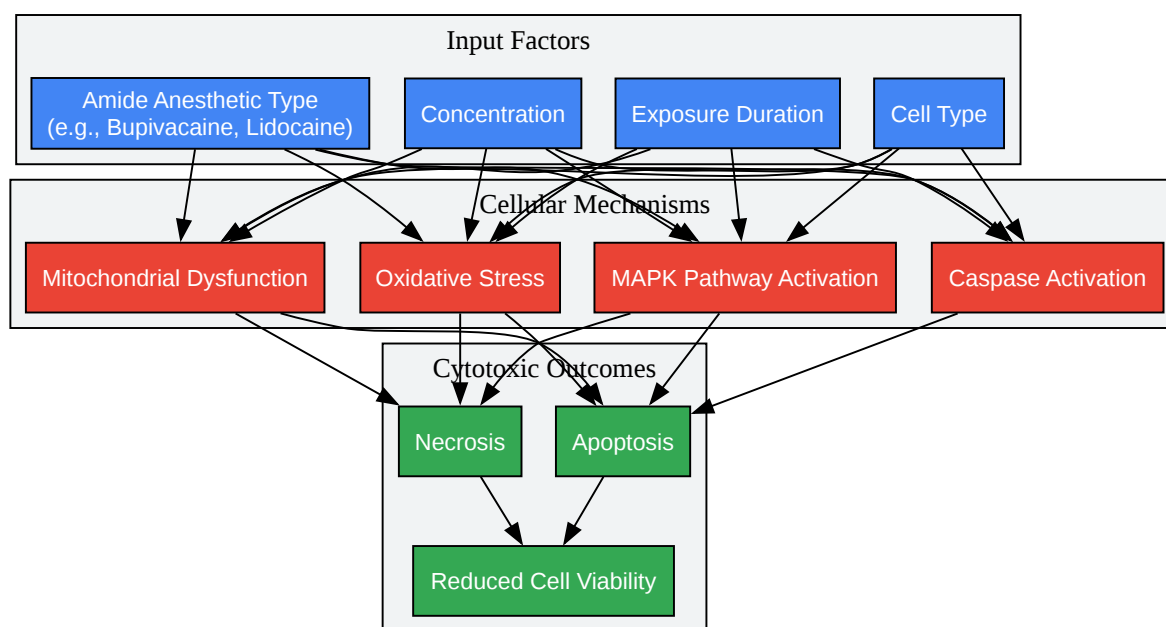 Input Factors
Amide Anesthetic Type
(e.g., Bupivacaine, Lidocaine)
Concentration
Exposure Duration
Cell Type
Cellular Mechanisms
Mitochondrial Dysfunction
Oxidative Stress
MAPK Pathway Activation
Caspase Activation
Cytotoxic Outcomes
Necrosis
Apoptosis
Reduced Cell Viability